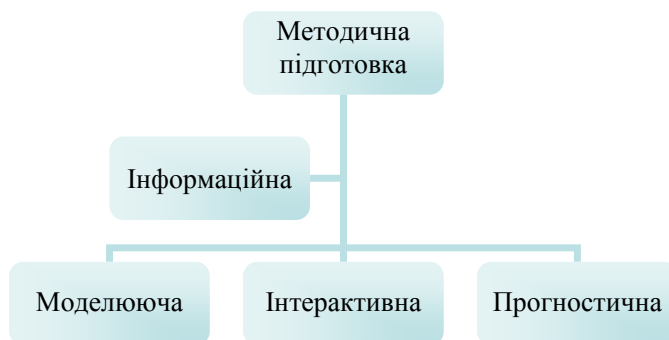 Методична
підготовка
Інформаційна
Моделююча
Інтерактивна
Прогностична